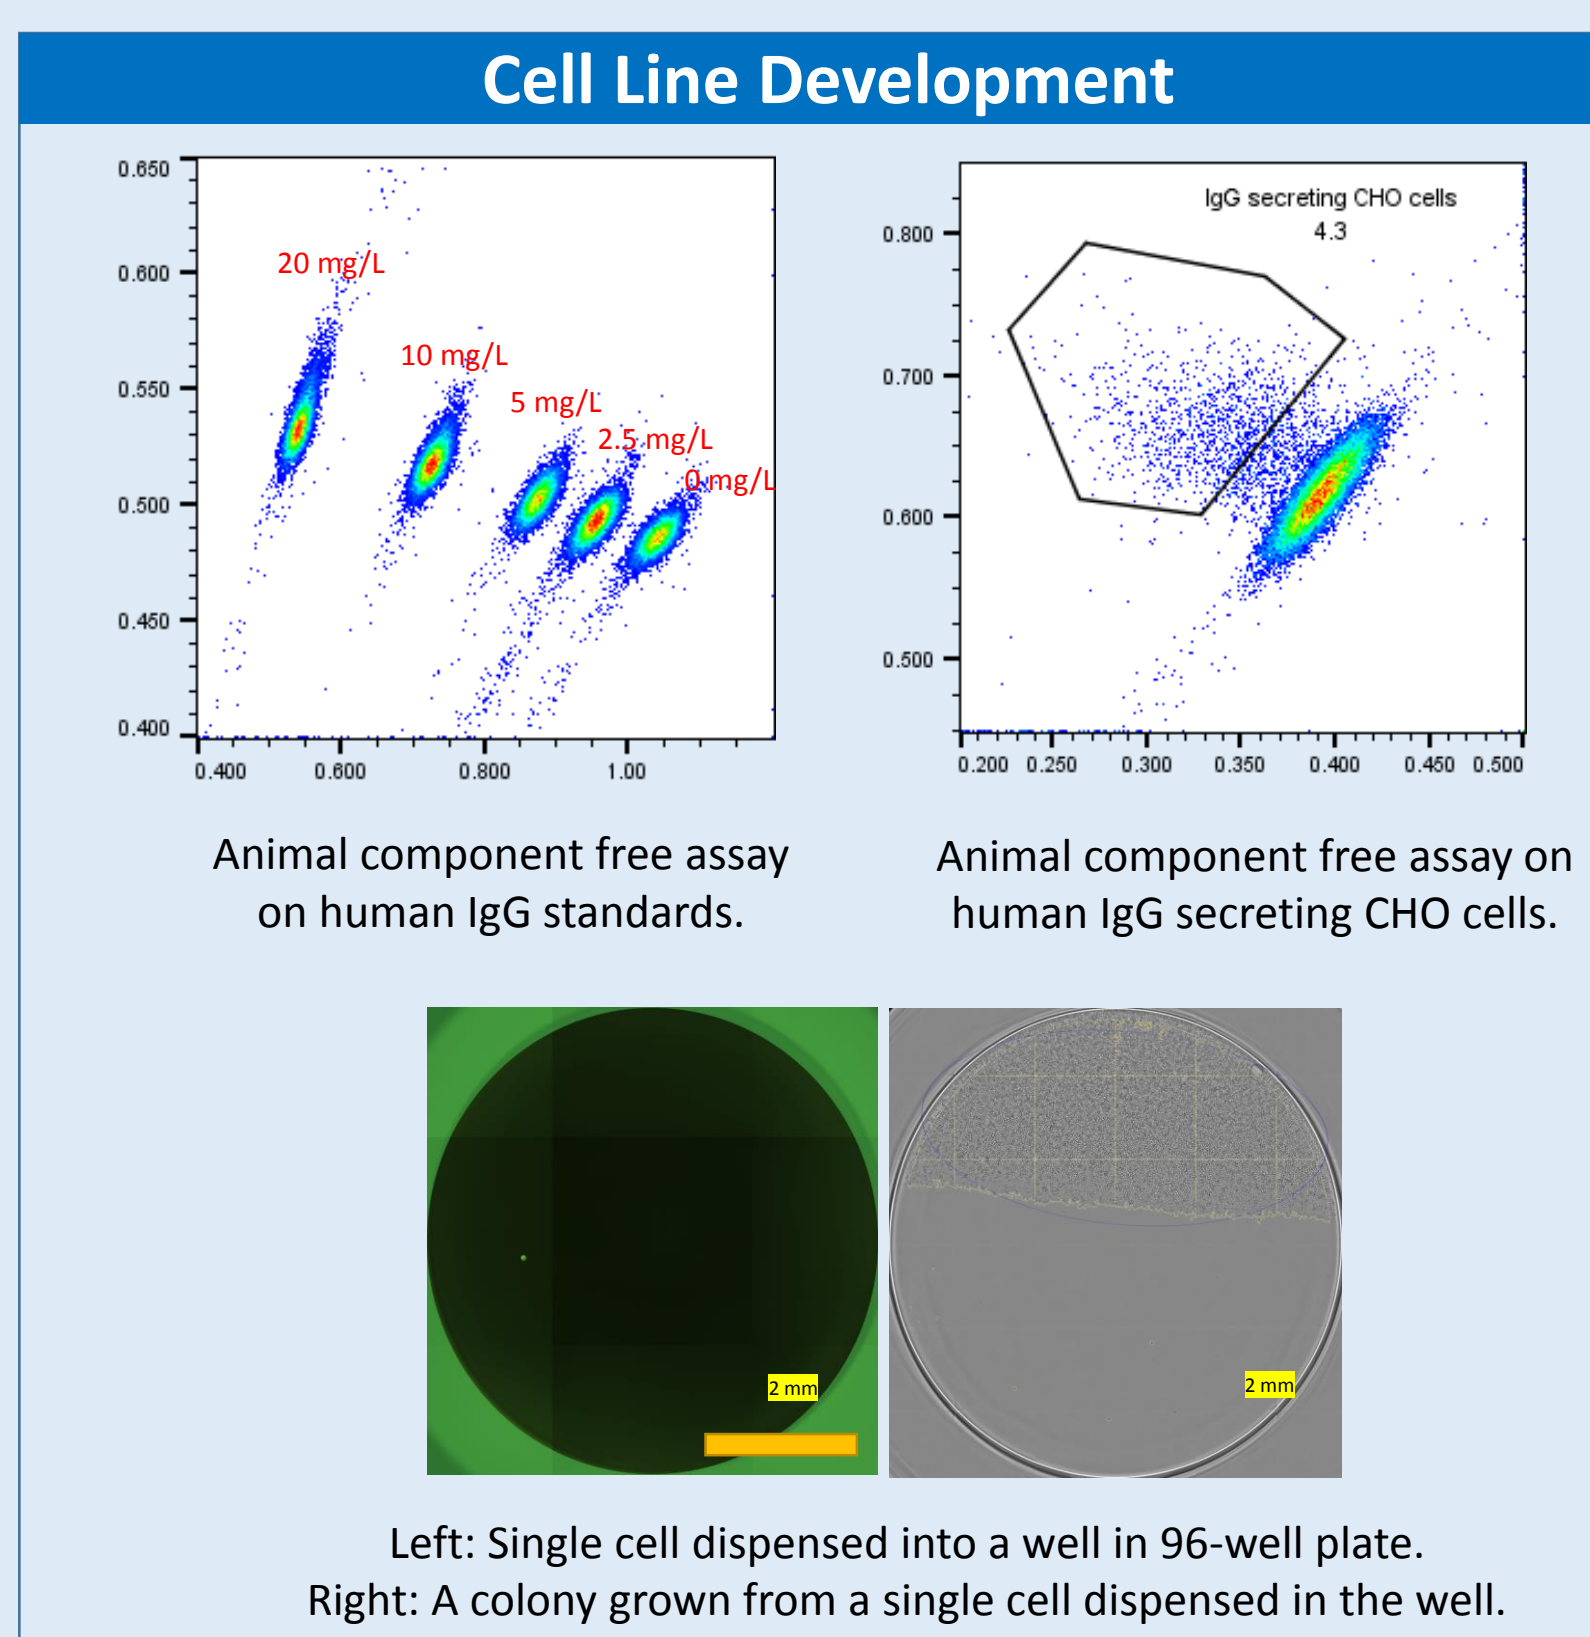 Cell Line Development
0.650
0.600
0.550
0.500
0.450
0.400
20 mg/L
10 mg/L
5 mg/L
2.5 mg/L
0 mg/L
0.400 0.600 0.800 1.00
IgG secreting CHO cells
4.3
0.800
0.700
0.600
0.500
0.200 0.250 0.300 0.350 0.400 0.450 0.500
Animal component free assay
on human IgG standards.
Animal component free assay on
human IgG secreting CHO cells.
2 mm
2 mm
Left: Single cell dispensed into a well in 96-well plate.
Right: A colony grown from a single cell dispensed in the well.